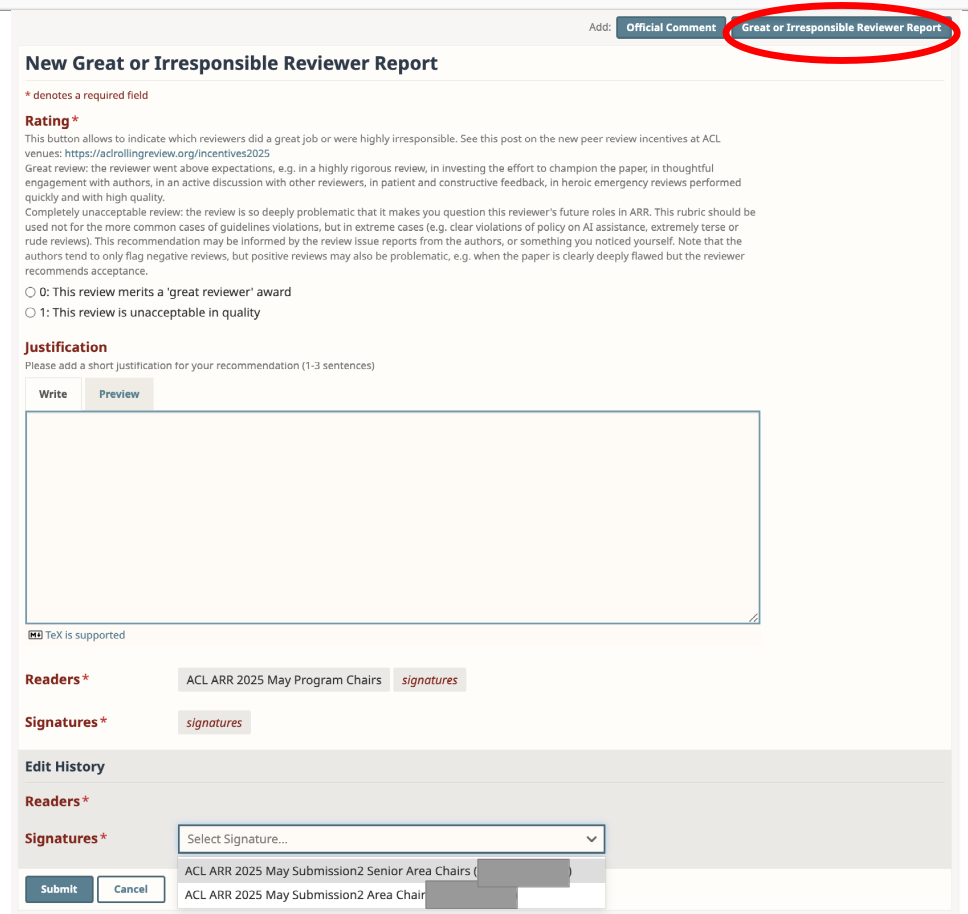 Add: Official Comment Great or Irresponsible Reviewer Report
New Great or Irresponsible Reviewer Report
* denotes a required field
Rating *
This button allows to indicate which reviewers did a great job or were highly irresponsible. See this post on the new peer review incentives at ACL
venues: https://aclrollingreview.org/incentives2025
Great review: the reviewer went above expectations, e.g. in a highly rigorous review, in investing the effort to champion the paper, in thoughtful
engagement with authors, in an active discussion with other reviewers, in patient and constructive feedback, in heroic emergency reviews performed
quickly and with high quality.
Completely unacceptable review: the review is so deeply problematic that it makes you question this reviewer's future roles in ARR. This rubric should be
used not for the more common cases of guidelines violations, but in extreme cases (e.g. clear violations of policy on AI assistance, extremely terse or
rude reviews). This recommendation may be informed by the review issue reports from the authors, or something you noticed yourself. Note that the
authors tend to only flag negative reviews, but positive reviews may also be problematic, e.g. when the paper is clearly deeply flawed but the reviewer
recommends acceptance.
0: This review merits a 'great reviewer' award
1: This review is unacceptable in quality
Justification
Please add a short justification for your recommendation (1-3 sentences)
Write Preview
M TeX is supported
Readers * ACL ARR 2025 May Program Chairs signatures
Signatures * signatures
Edit History
Readers *
Signatures * Select Signature...
ACL ARR 2025 May Submission2 Senior Area Chairs ( )
ACL ARR 2025 May Submission2 Area Chair
Submit Cancel